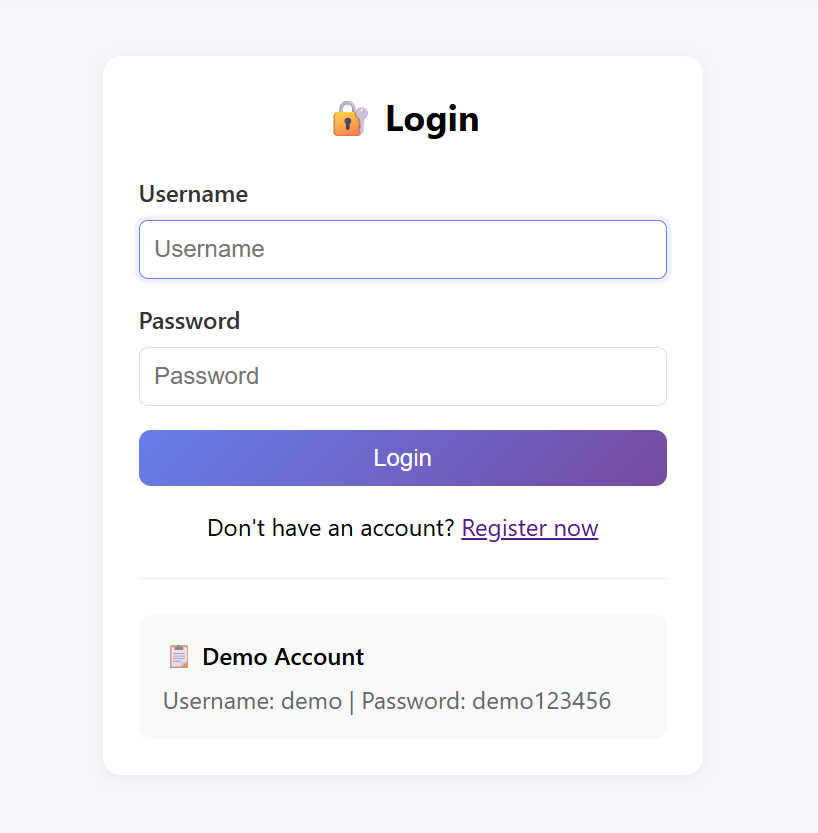 Login
Username
Username
Password
Password
Login
Don't have an account? Register now
Demo Account
Username: demo | Password: demo123456